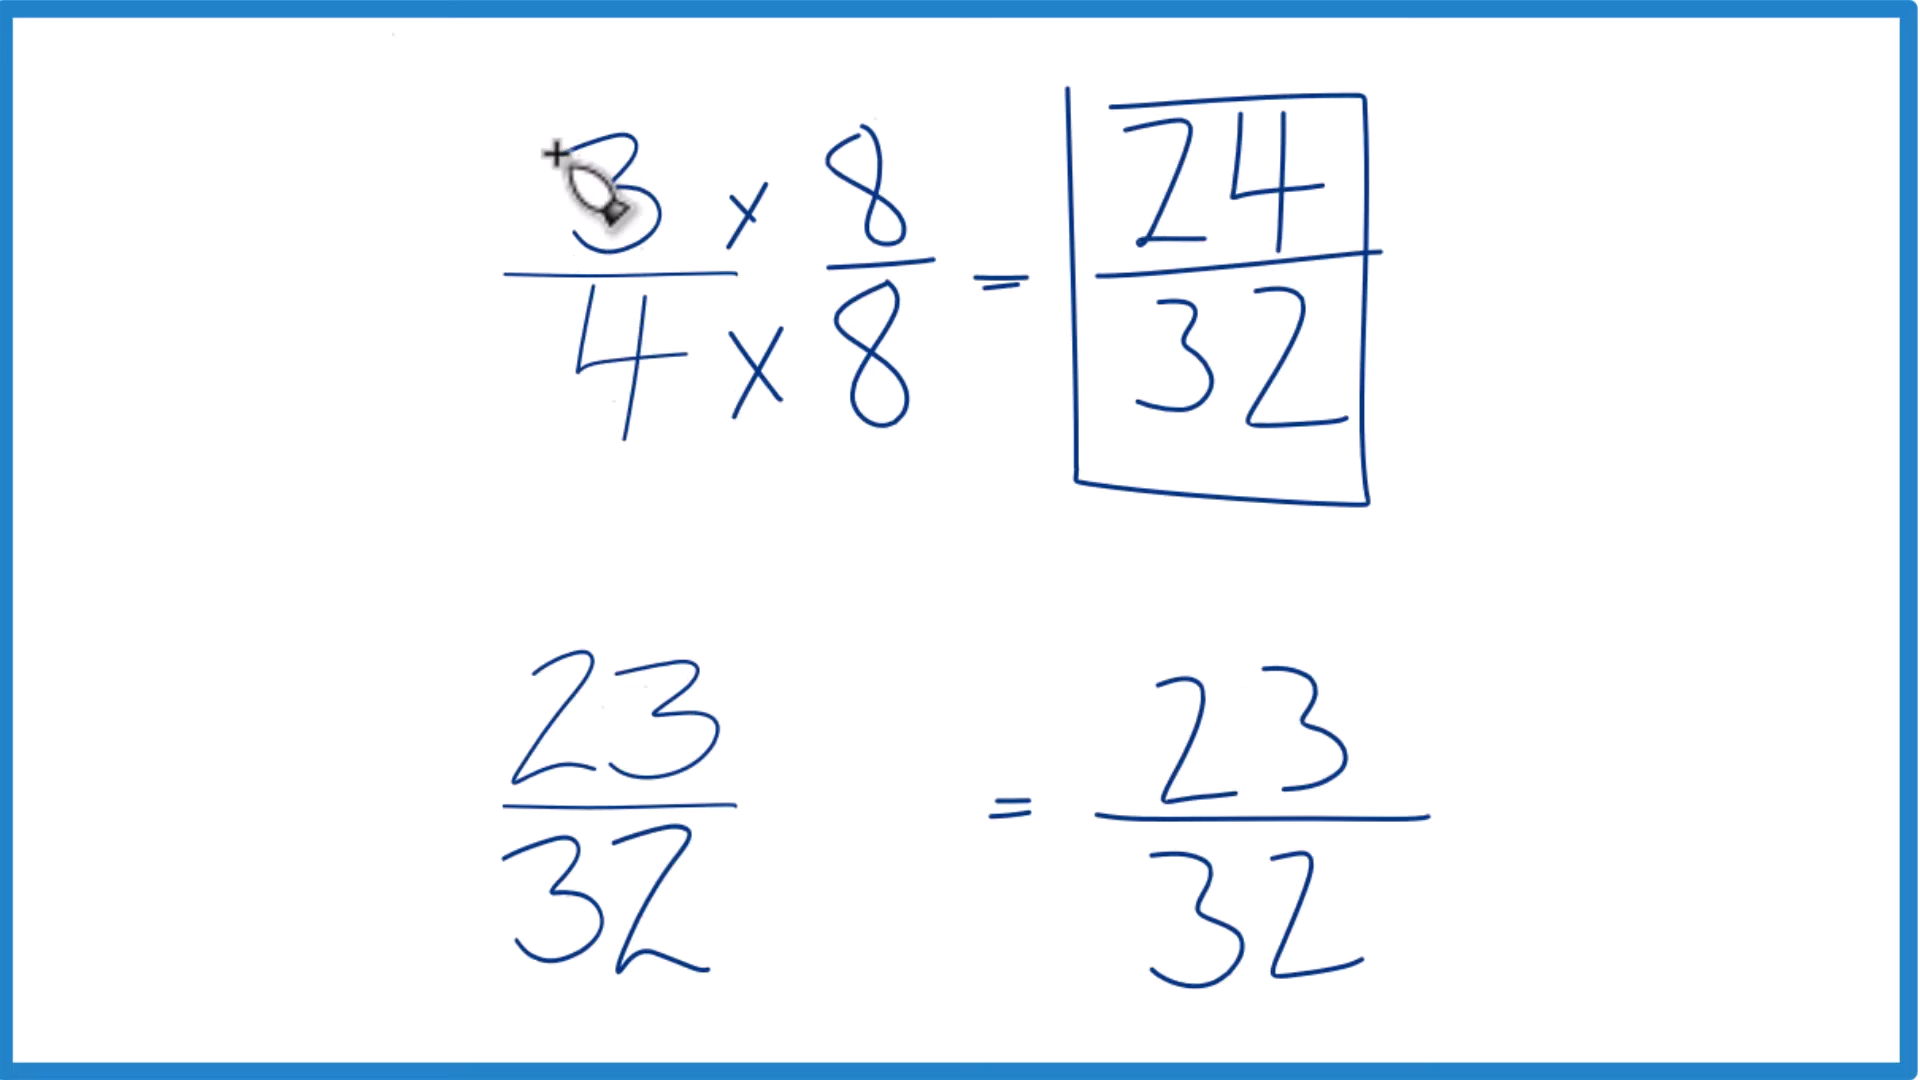 3/4 × 8/8 = 24/32
23/32 = 23/32